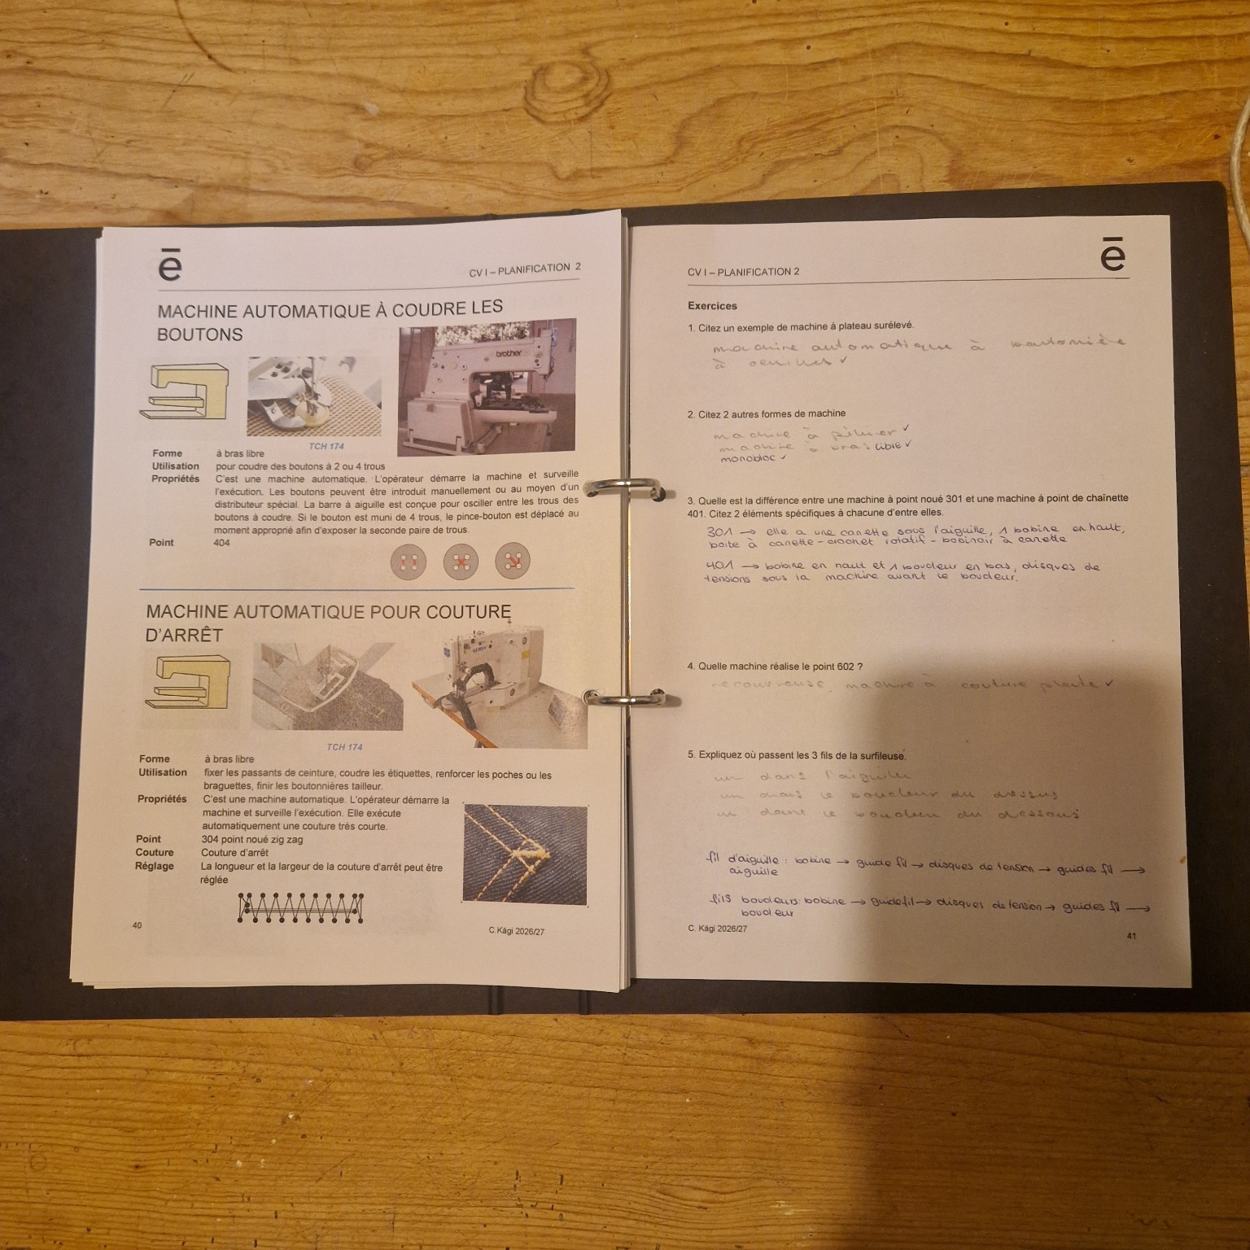 ē
CV I – PLANIFICATION 2
MACHINE AUTOMATIQUE À COUDRE LES
BOUTONS
brother
TCH 174
Forme à bras libre
Utilisation pour coudre des boutons à 2 ou 4 trous
Propriétés C'est une machine automatique. L'opérateur démarre la machine et surveille
l'exécution. Les boutons peuvent être introduit manuellement ou au moyen d'un
distributeur spécial. La barre à aiguille est conçue pour osciller entre les trous des
boutons à coudre. Si le bouton est muni de 4 trous, le pince-bouton est déplacé au
moment approprié afin d'exposer la seconde paire de trous.
Point 404
MACHINE AUTOMATIQUE POUR COUTURE
D'ARRÊT
TCH 174
Forme à bras libre
Utilisation fixer les passants de ceinture, coudre les étiquettes, renforcer les poches ou les
braguettes, finir les boutonnières tailleur.
Propriétés C'est une machine automatique. L'opérateur démarre la
machine et surveille l'exécution. Elle exécute
automatiquement une couture très courte.
Point 304 point noué zig zag
Couture Couture d'arrêt
Réglage La longueur et la largeur de la couture d'arrêt peut être
réglée
40
C. Kägi 2026/27
CV I – PLANIFICATION 2
ē
Exercices
1. Citez un exemple de machine à plateau surélevé.
machine automatique à boutonnière
à oeillet ✓
2. Citez 2 autres formes de machine
machine à pilier ✓
machine à bras libre ✓
monobloc ✓
3. Quelle est la différence entre une machine à point noué 301 et une machine à point de chaînette
401. Citez 2 éléments spécifiques à chacune d'entre elles.
301 → elle a une canette sous l'aiguille, 1 bobine en haut,
boite à canette - crochet rotatif - bobinoir à canette
401 → bobine en haut et 1 boucleur en bas, disques de
tensions sous la machine avant le boucleur.
4. Quelle machine réalise le point 602 ?
recouvreuse, machine à couture plate ✓
5. Expliquez où passent les 3 fils de la surfileuse.
un dans l'aiguille
un dans le boucleur du dessus
un dans le boucleur du dessous
fil d'aiguille : bobine → guide fil → disques de tension → guides fil →
aiguille
fils boucleurs: bobine → guidefil → disques de tension → guides fil →
boucleur
C. Kägi 2026/27
41